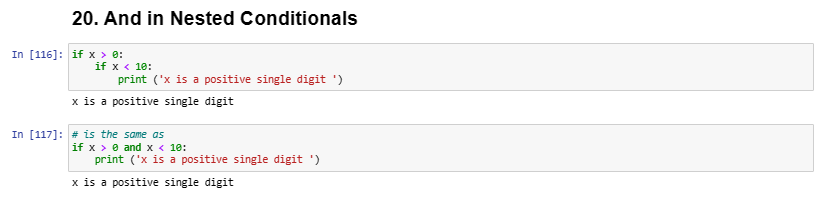 20. And in Nested Conditionals
In [116]: if x > 0:
if x < 10:
print ('x is a positive single digit ')
x is a positive single digit
In [117]: # is the same as
if x > 0 and x < 10:
print ('x is a positive single digit ')
x is a positive single digit